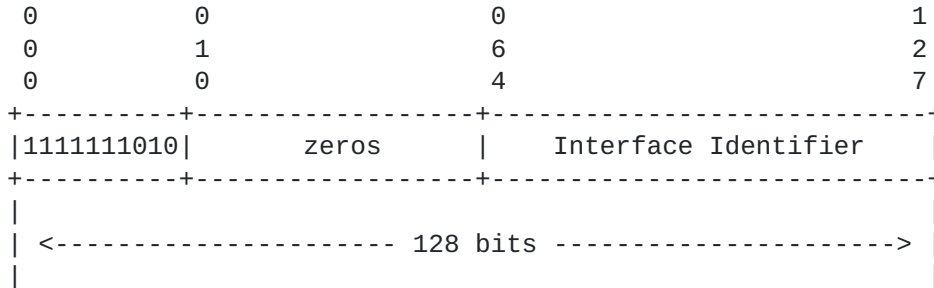 0          0                 0                           1
0          1                 6                           2
0          0                 4                           7
+----------+-----------------+---------------------------+
|1111111010|      zeros      |    Interface Identifier   |
+----------+-----------------+---------------------------+
|                                                        |
| <---------------------- 128 bits ----------------------> |
|                                                        |